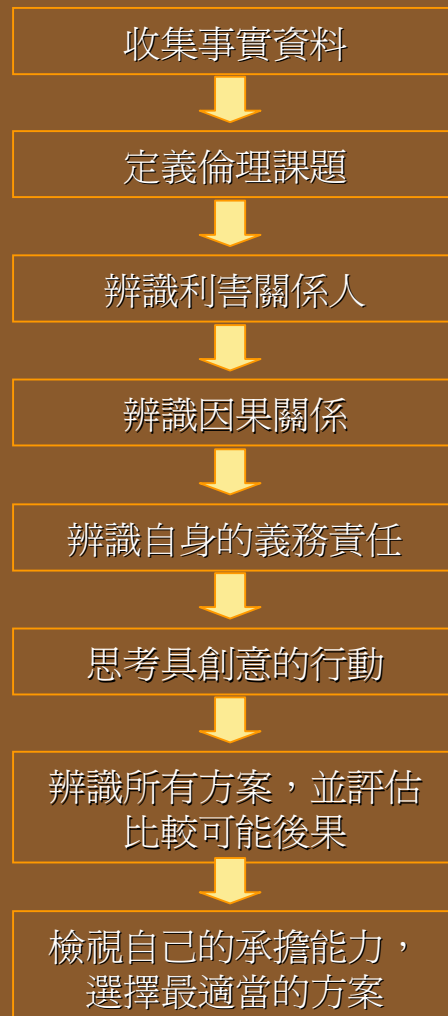 收集事實資料
定義倫理課題
辨識利害關係人
辨識因果關係
辨識自身的義務責任
思考具創意的行動
辨識所有方案，並評估
比較可能後果
檢視自己的承擔能力，
選擇最適當的方案